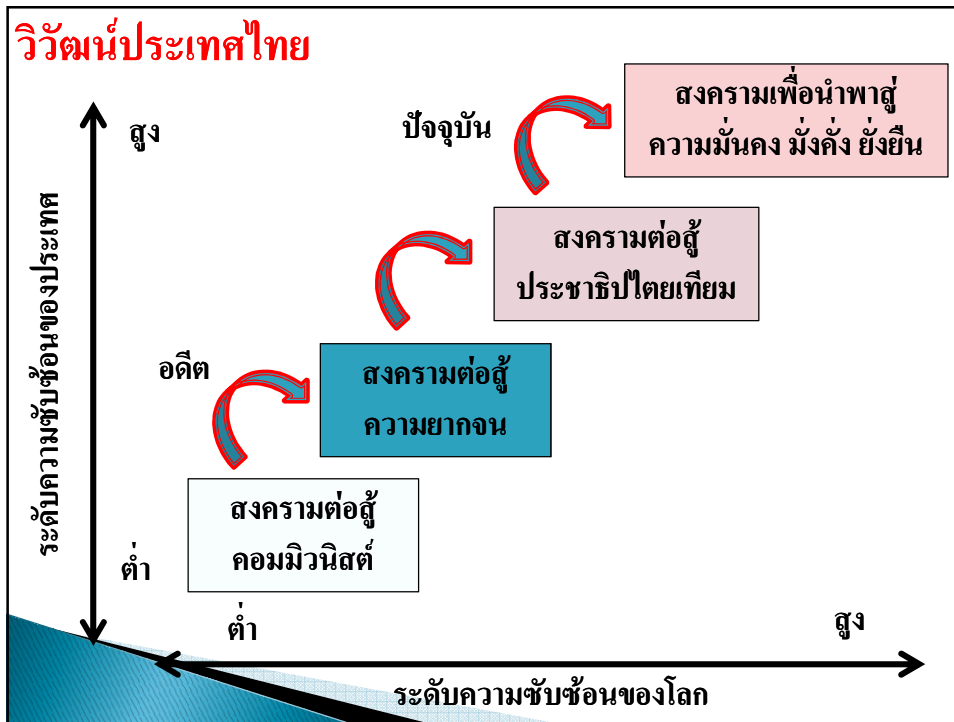 วิวัฒน์ประเทศไทย
สูง
ปัจจุบัน
สงครามเพื่อนำพาสู่
ความมั่นคง มั่งคั่ง ยั่งยืน
สงครามต่อสู้
ประชาธิปไตยเทียม
ระดับความซับซ้อนของประเทศ
อดีต
สงครามต่อสู้
ความยากจน
สงครามต่อสู้
คอมมิวนิสต์
ต่ำ
ต่ำ
สูง
ระดับความซับซ้อนของโลก